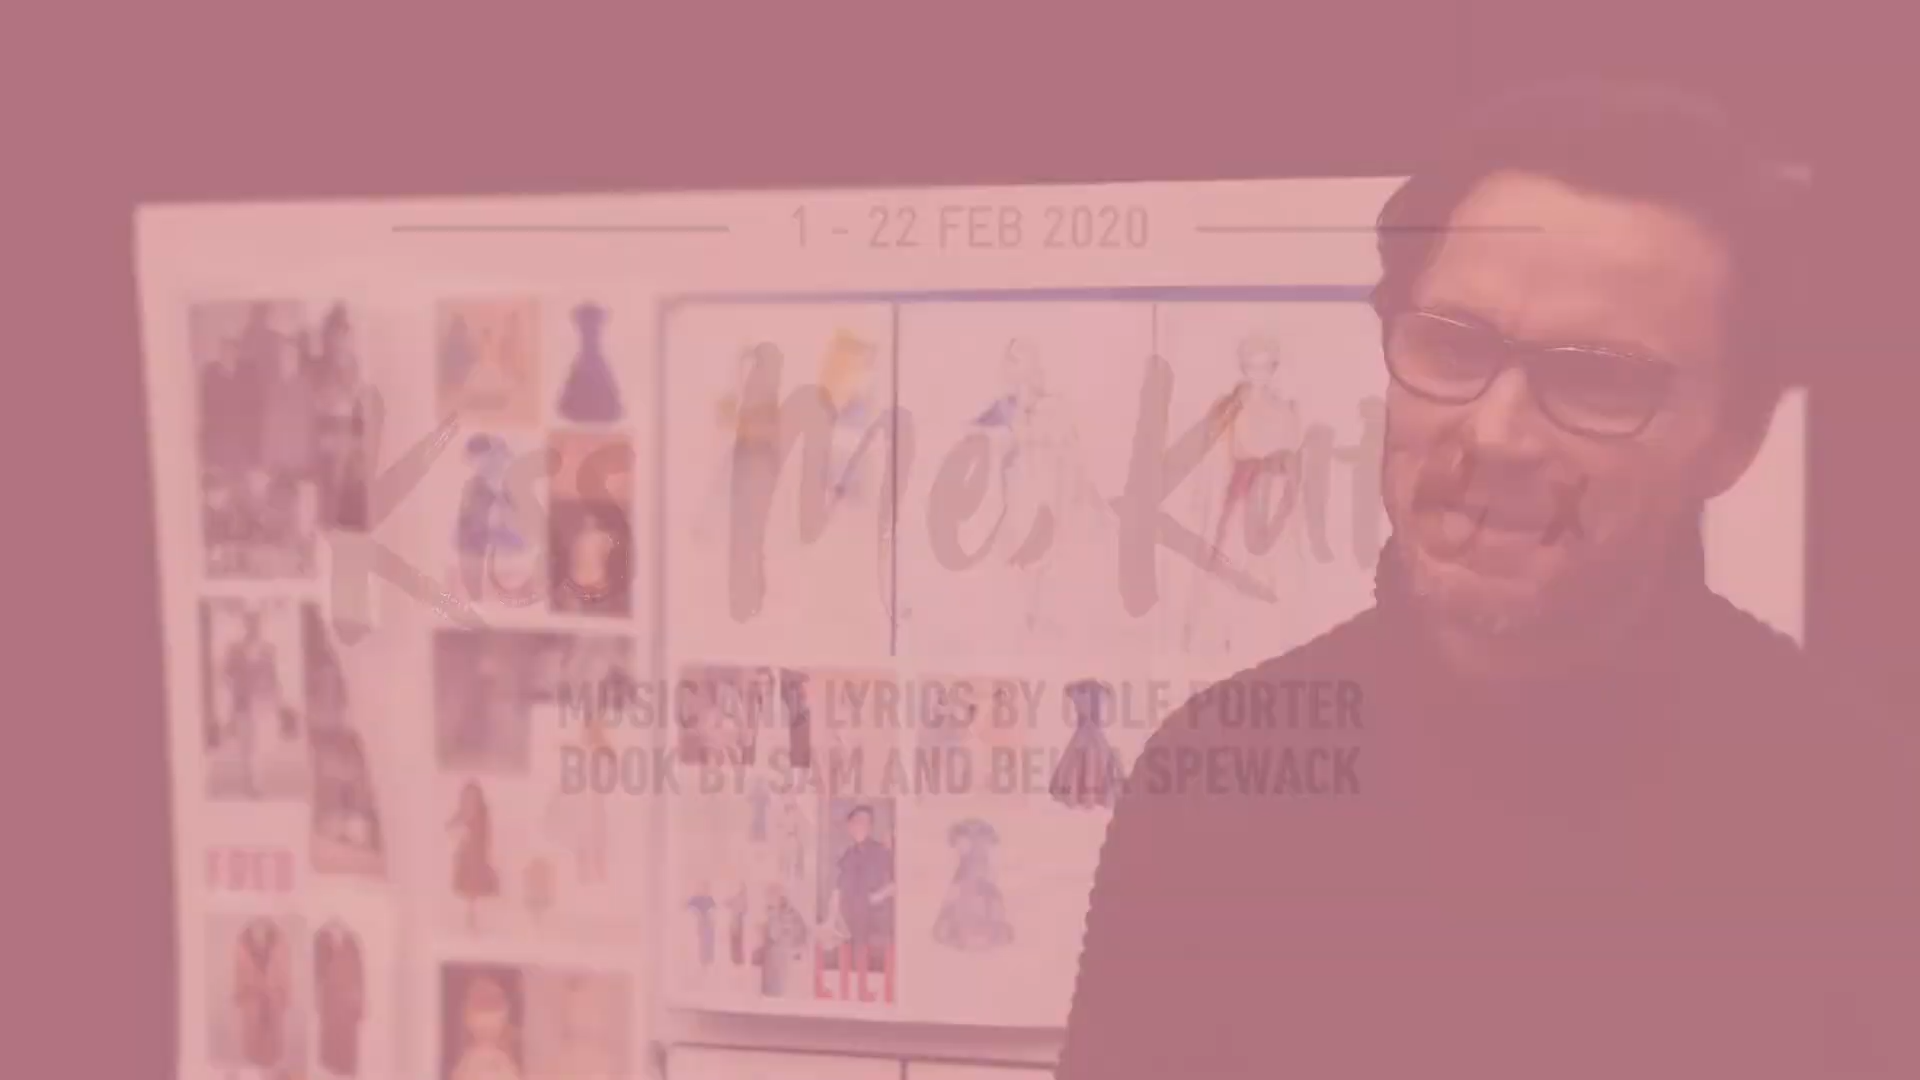 1 - 22 FEB 2020
Kiss Me, Kat
MUSIC AND LYRICS BY COLE PORTER
BOOK BY SAM AND BELLA SPEWACK
FRED
LILI